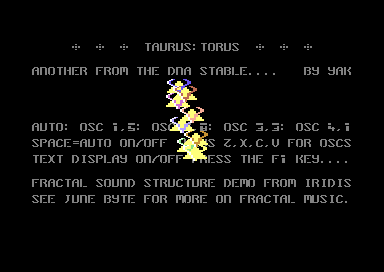 TAURUS:TORUS
ANOTHER FROM THE DNA STABLE.... BY YAK
AUTO: OSC 1,5: OSC : OSC 3,3: OSC 4,1
SPACE=AUTO ON/OFF Z,X,C,V FOR OSCS
TEXT DISPLAY ON/OFF PRESS THE F1 KEY....
FRACTAL SOUND STRUCTURE DEMO FROM IRIDIS
SEE JUNE BYTE FOR MORE ON FRACTAL MUSIC.